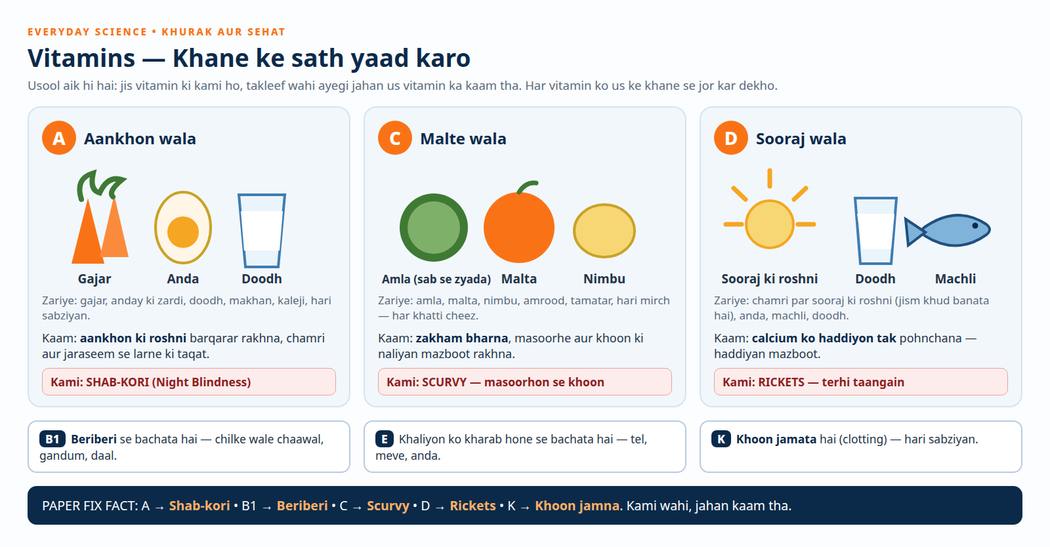 EVERYDAY SCIENCE • KHURAK AUR SEHAT
Vitamins — Khane ke sath yaad karo
Usool aik hi hai: jis vitamin ki kami ho, takleef wahi ayegi jahan us vitamin ka kaam tha. Har vitamin ko us ke khane se jor kar dekho.
A Aankhon wala
Gajar Anda Doodh
Zariye: gajar, anday ki zardi, doodh, makhan, kaleji, hari
sabziyan.
Kaam: aankhon ki roshni barqarar rakhna, chamri
aur jaraseem se larne ki taqat.
Kami: SHAB-KORI (Night Blindness)
C Malte wala
Amla (sab se zyada) Malta Nimbu
Zariye: amla, malta, nimbu, amrood, tamatar, hari mirch
— har khatti cheez.
Kaam: zakham bharna, masoorhe aur khoon ki
naliyan mazboot rakhna.
Kami: SCURVY — masoorhon se khoon
D Sooraj wala
Sooraj ki roshni Doodh Machli
Zariye: chamri par sooraj ki roshni (jism khud banata
hai), anda, machli, doodh.
Kaam: calcium ko haddiyon tak pohnchana —
haddiyan mazboot.
Kami: RICKETS — terhi taangain
B1 Beriberi se bachata hai — chilke wale chaawal,
gandum, daal.
E Khaliyon ko kharab hone se bachata hai — tel,
meve, anda.
K Khoon jamata hai (clotting) — hari sabziyan.
PAPER FIX FACT: A → Shab-kori • B1 → Beriberi • C → Scurvy • D → Rickets • K → Khoon jamna. Kami wahi, jahan kaam tha.